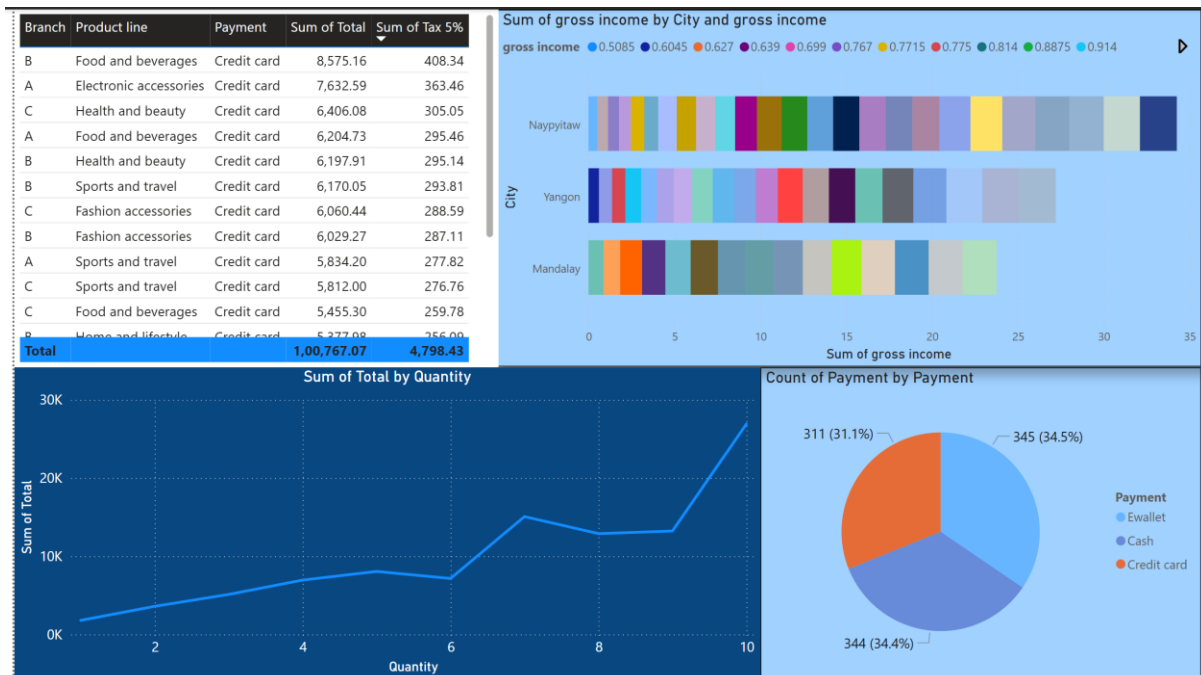 Branch Product line Payment Sum of Total Sum of Tax 5%
B Food and beverages Credit card 8,575.16 408.34
A Electronic accessories Credit card 7,632.59 363.46
C Health and beauty Credit card 6,406.08 305.05
A Food and beverages Credit card 6,204.73 295.46
B Health and beauty Credit card 6,197.91 295.14
B Sports and travel Credit card 6,170.05 293.81
C Fashion accessories Credit card 6,060.44 288.59
B Fashion accessories Credit card 6,029.27 287.11
A Sports and travel Credit card 5,834.20 277.82
C Sports and travel Credit card 5,812.00 276.76
C Food and beverages Credit card 5,455.30 259.78
B Home and lifestyle Credit card 5,377.98 256.09
Total 1,00,767.07 4,798.43
Sum of gross income by City and gross income
gross income 0.5085 0.6045 0.627 0.639 0.699 0.767 0.7715 0.775 0.814 0.8875 0.914
City
Naypyitaw
Yangon
Mandalay
0 5 10 15 20 25 30 35
Sum of gross income
Sum of Total by Quantity
Sum of Total
30K
20K
10K
0K
2 4 6 8 10
Quantity
Count of Payment by Payment
311 (31.1%)
345 (34.5%)
344 (34.4%)
Payment
Ewallet
Cash
Credit card